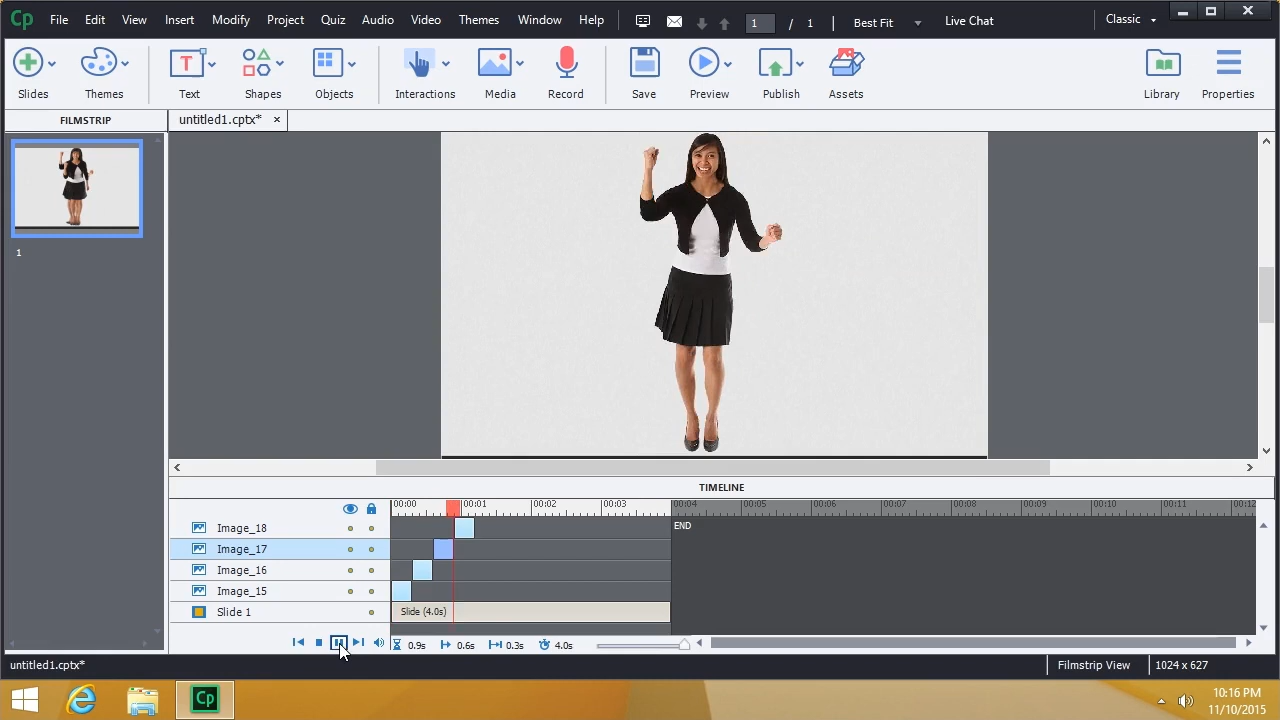 Cp File Edit View Insert Modify Project Quiz Audio Video Themes Window Help 1 / 1 Best Fit Live Chat Classic
Slides Themes Text Shapes Objects Interactions Media Record Save Preview Publish Assets Library Properties
FILMSTRIP untitled1.cptx* ×
1
TIMELINE
00:00 00:01 00:02 00:03 00:04 00:05 00:06 00:07 00:08 00:09 00:10 00:11 00:12
Image_18 END
Image_17
Image_16
Image_15
Slide 1 Slide (4.0s)
0.9s 0.6s 0.3s 4.0s
untitled1.cptx* Filmstrip View 1024 x 627
Cp 10:16 PM
11/10/2015